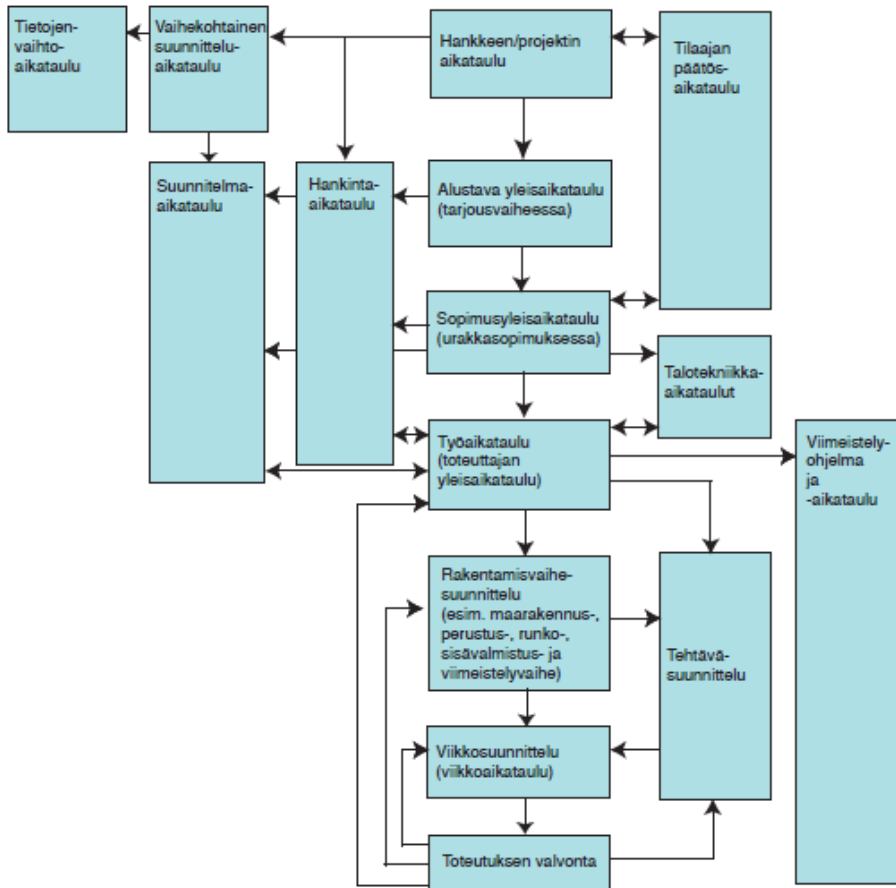 Tietojen-
vaihto-
aikataulu
Vaihekohtainen
suunnittelu-
aikataulu
Hankkeen/projektin
aikataulu
Tilaajan
päätös-
aikataulu
Suunnitelma-
aikataulu
Hankinta-
aikataulu
Alustava yleisaikataulu
(tarjousvaiheessa)
Sopimusyleisaikataulu
(urakkasopimuksessa)
Talotekniikka-
aikataulut
Työaikataulu
(toteuttajan
yleisaikataulu)
Viimeistely-
ohjelma
ja
-aikataulu
Rakentamisvaihe-
suunnittelu
(esim. maarakennus-,
perustus-, runko-,
sisävalmistus- ja
viimeistelyvaihe)
Tehtävä-
suunnittelu
Viikkosuunnittelu
(viikkoaikataulu)
Toteutuksen valvonta